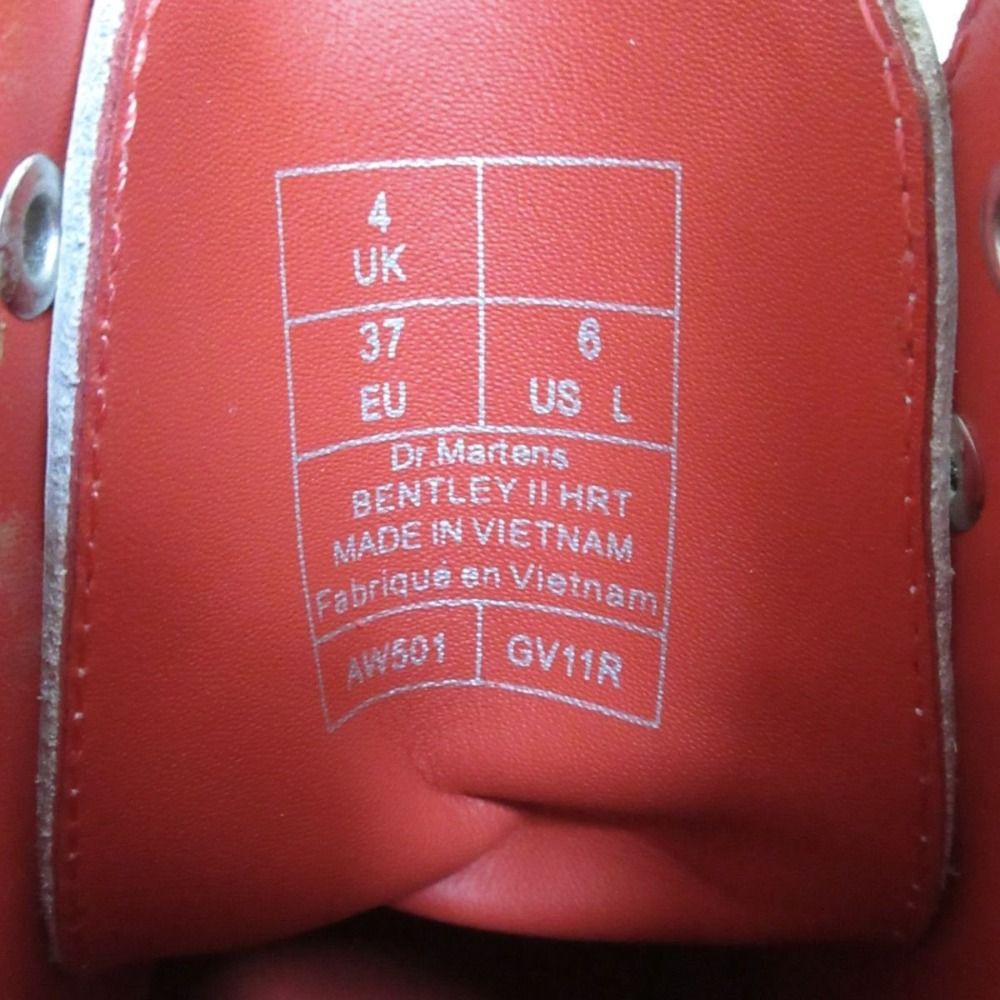 4
UK
37
EU
6
US L
Dr.Martens
BENTLEY II HRT
MADE IN VIETNAM
Fabriqué en Vietnam
AW501
GV11R